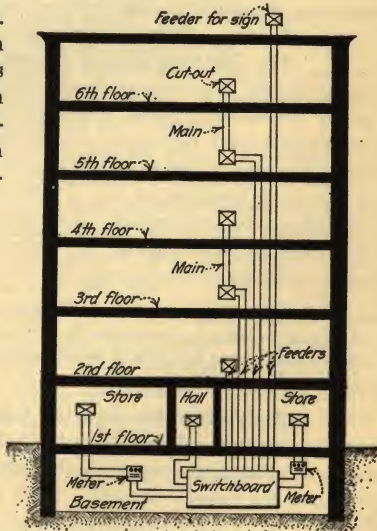 Feeder for sign
Cut-out
6th floor
Main
5th floor
4th floor
Main
3rd floor
Feeders
2nd floor
Store
Hall
Store
1st floor
Meter
Switchboard
Meter
Basement